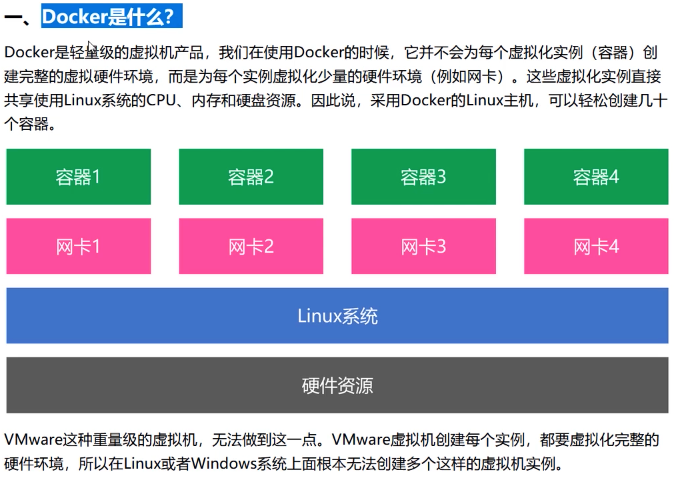 一、Docker是什么？
Docker是轻量级的虚拟机产品，我们在使用Docker的时候，它并不会为每个虚拟化实例（容器）创
建完整的虚拟硬件环境，而是为每个实例虚拟化少量的硬件环境（例如网卡）。这些虚拟化实例直接
共享使用Linux系统的CPU、内存和硬盘资源。因此说，采用Docker的Linux主机，可以轻松创建几十
个容器。
容器1 容器2 容器3 容器4
网卡1 网卡2 网卡3 网卡4
Linux系统
硬件资源
VMware这种重量级的虚拟机，无法做到这一点。VMware虚拟机创建每个实例，都要虚拟化完整的
硬件环境，所以在Linux或者Windows系统上面根本无法创建多个这样的虚拟机实例。